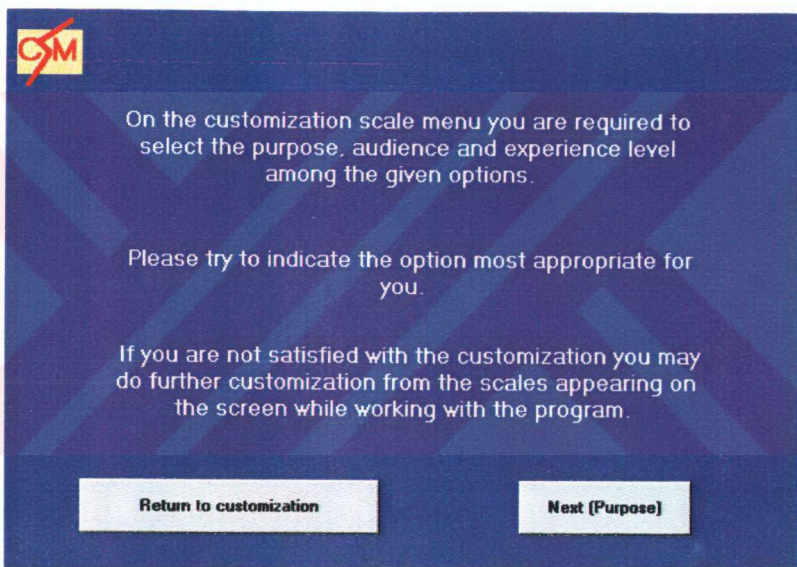 CSM
On the customization scale menu you are required to
select the purpose, audience and experience level
among the given options.
Please try to indicate the option most appropriate for
you.
If you are not satisfied with the customization you may
do further customization from the scales appearing on
the screen while working with the program.
Return to customization
Next (Purpose)